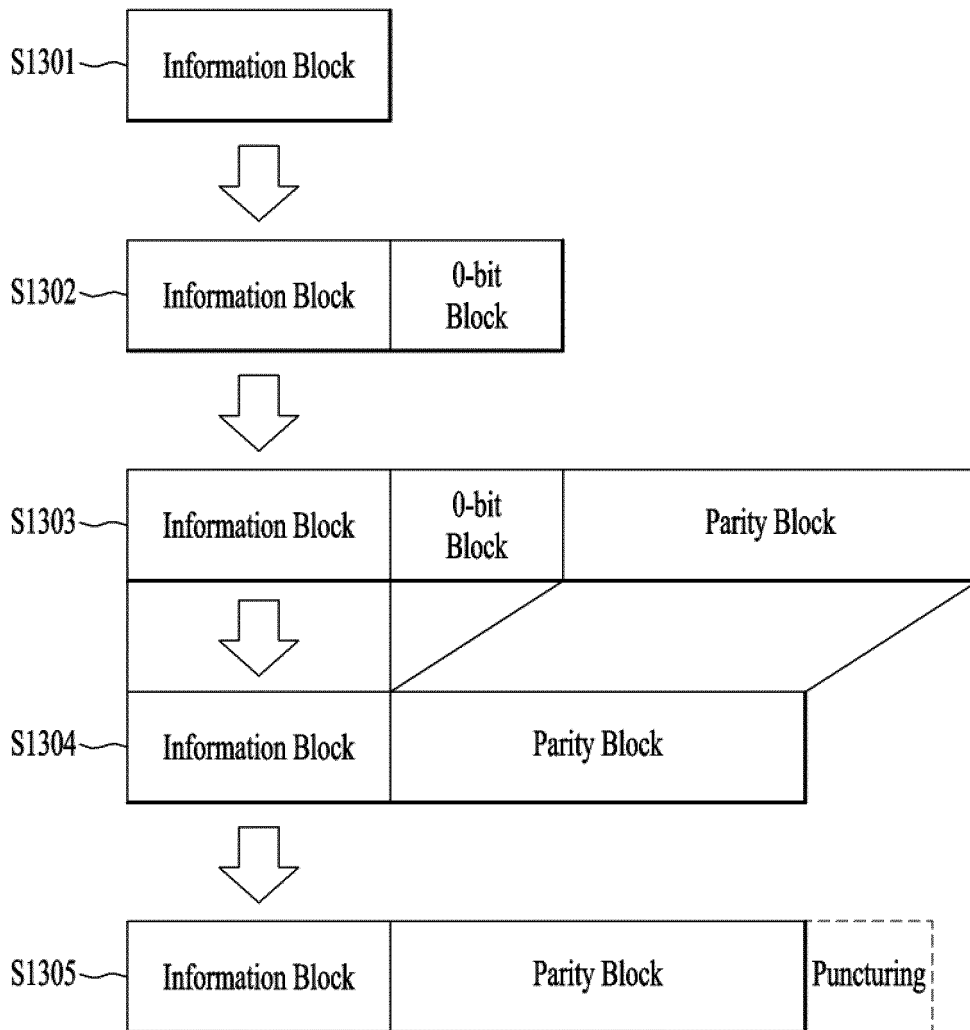 S1301 Information Block
S1302 Information Block 0-bit Block
S1303 Information Block 0-bit Block Parity Block
S1304 Information Block Parity Block
S1305 Information Block Parity Block Puncturing